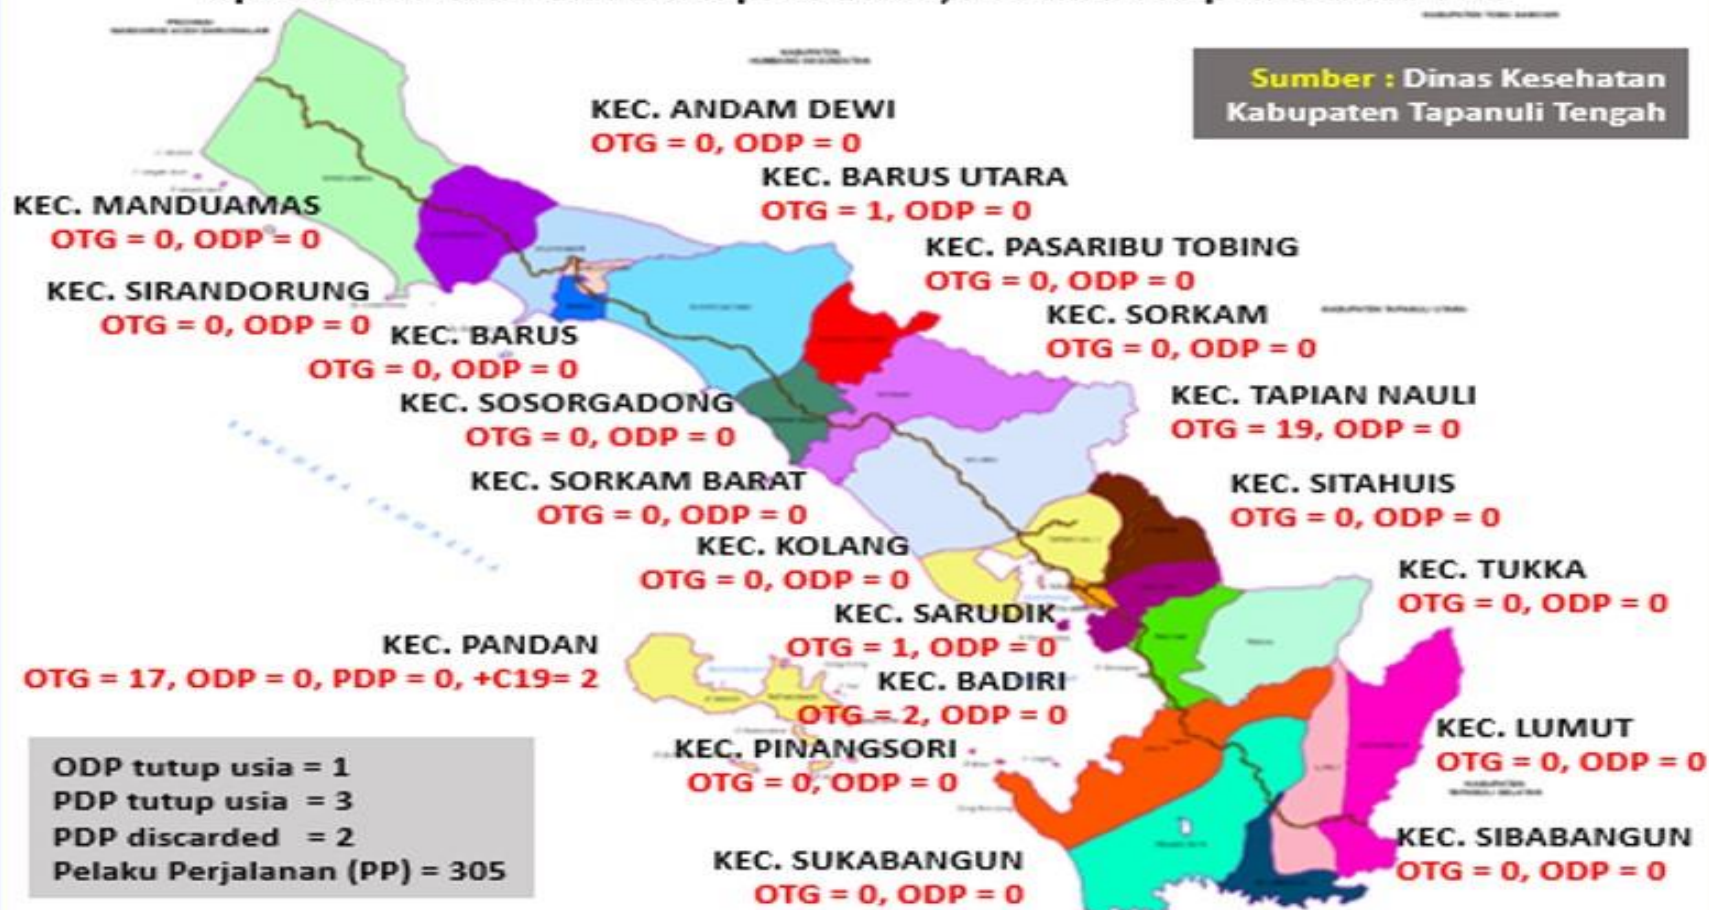 Sumber : Dinas Kesehatan
Kabupaten Tapanuli Tengah
KEC. ANDAM DEWI
OTG = 0, ODP = 0
KEC. BARUS UTARA
OTG = 1, ODP = 0
KEC. MANDUAMAS
OTG = 0, ODP = 0
KEC. PASARIBU TOBING
OTG = 0, ODP = 0
KEC. SIRANDORUNG
OTG = 0, ODP = 0
KEC. SORKAM
OTG = 0, ODP = 0
KEC. BARUS
OTG = 0, ODP = 0
KEC. TAPIAN NAULI
OTG = 19, ODP = 0
KEC. SOSORGADONG
OTG = 0, ODP = 0
KEC. SORKAM BARAT
OTG = 0, ODP = 0
KEC. SITAHUIS
OTG = 0, ODP = 0
KEC. KOLANG
OTG = 0, ODP = 0
KEC. TUKKA
OTG = 0, ODP = 0
KEC. SARUDIK
OTG = 1, ODP = 0
KEC. PANDAN
OTG = 17, ODP = 0, PDP = 0, +C19= 2
KEC. BADIRI
OTG = 2, ODP = 0
KEC. LUMUT
OTG = 0, ODP = 0
KEC. PINANGSORI
OTG = 0, ODP = 0
KEC. SIBABANGUN
OTG = 0, ODP = 0
KEC. SUKABANGUN
OTG = 0, ODP = 0
ODP tutup usia = 1
PDP tutup usia = 3
PDP discarded = 2
Pelaku Perjalanan (PP) = 305